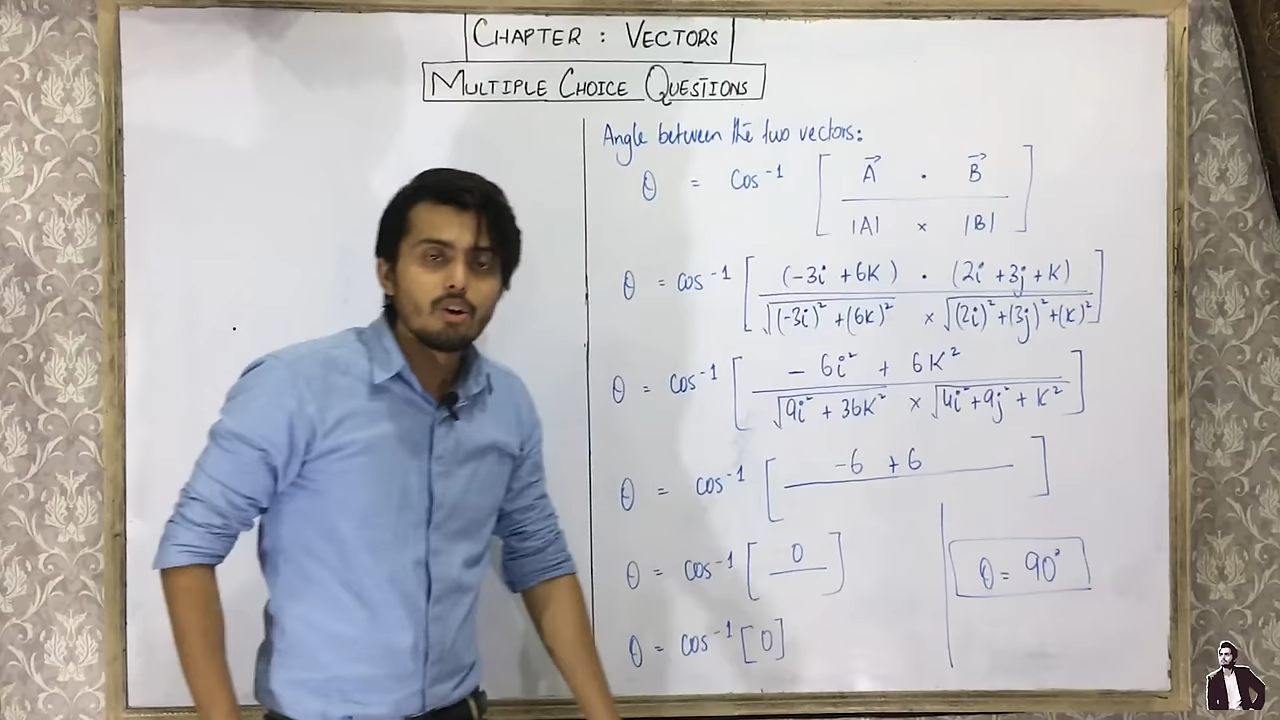 CHAPTER : VECTORS
MULTIPLE CHOICE QUESTIONS
Angle between the two vectors:
θ = Cos⁻¹ [ A⃗ . B⃗ / |A| × |B| ]
θ = cos⁻¹ [ (-3i + 6K) . (2i + 3j + K) / √(-3i)² + (6K)² × √(2i)² + (3j)² + (K)² ]
θ = cos⁻¹ [ - 6i² + 6K² / √9i² + 36K² × √4i² + 9j² + K² ]
θ = cos⁻¹ [ -6 + 6 / ]
θ = cos⁻¹ [ 0 / ]
θ = 90°
θ = cos⁻¹ [0]